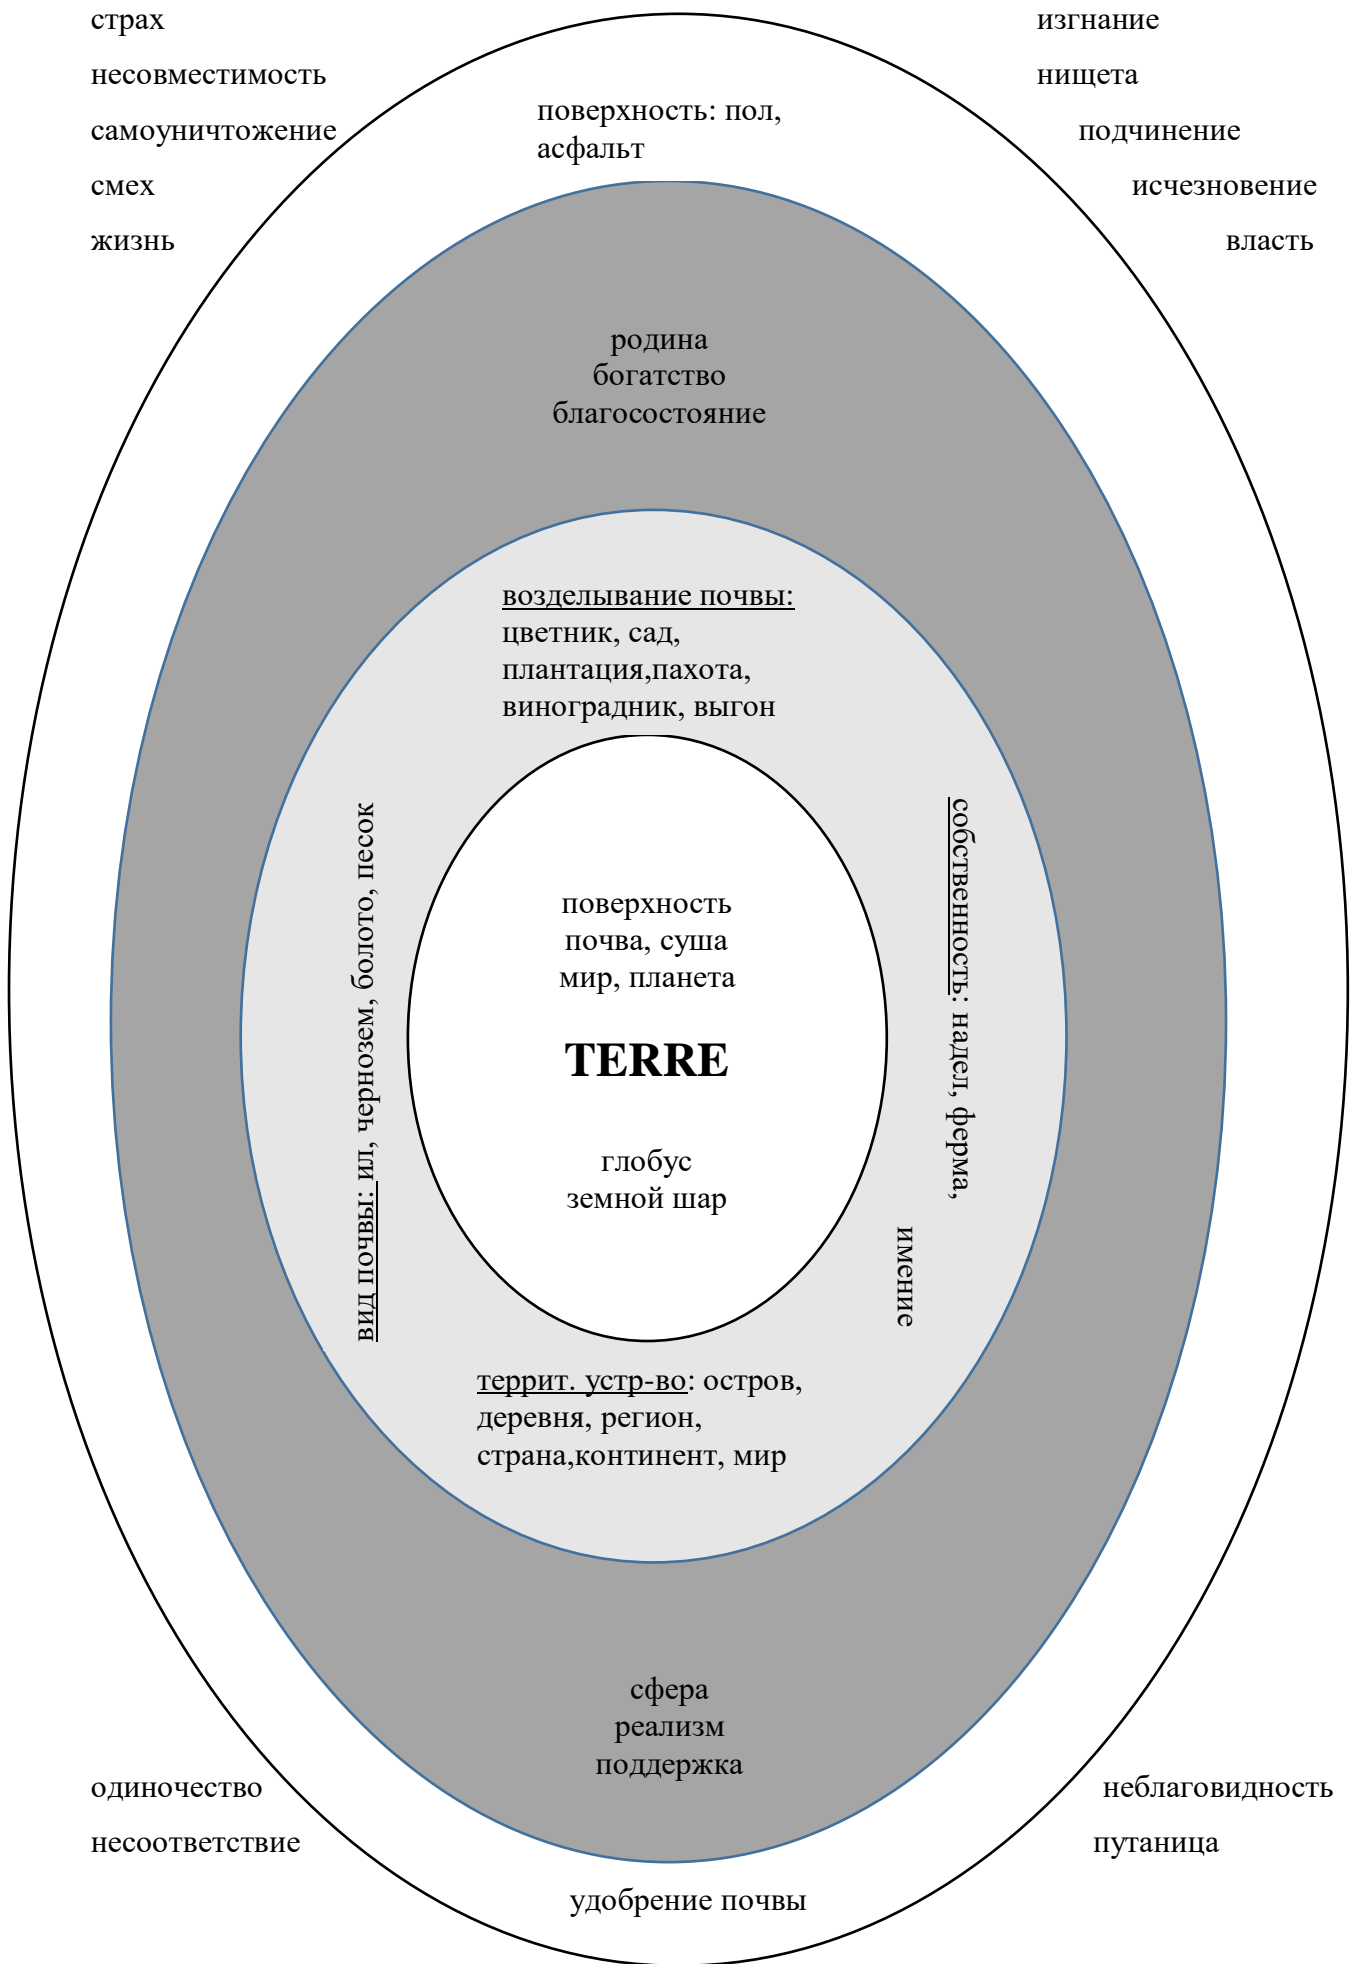 страх
изгнание
несовместимость
нищета
поверхность: пол,
асфальт
самоуничтожение
подчинение
смех
исчезновение
жизнь
власть
родина
богатство
благосостояние
возделывание почвы:
цветник, сад,
плантация,пахота,
виноградник, выгон
вид почвы: ил, чернозем, болото, песок
собственность: надел, ферма,
имение
поверхность
почва, суша
мир, планета
TERRE
глобус
земной шар
террит. устр-во: остров,
деревня, регион,
страна,континент, мир
сфера
реализм
поддержка
одиночество
неблаговидность
несоответствие
путаница
удобрение почвы